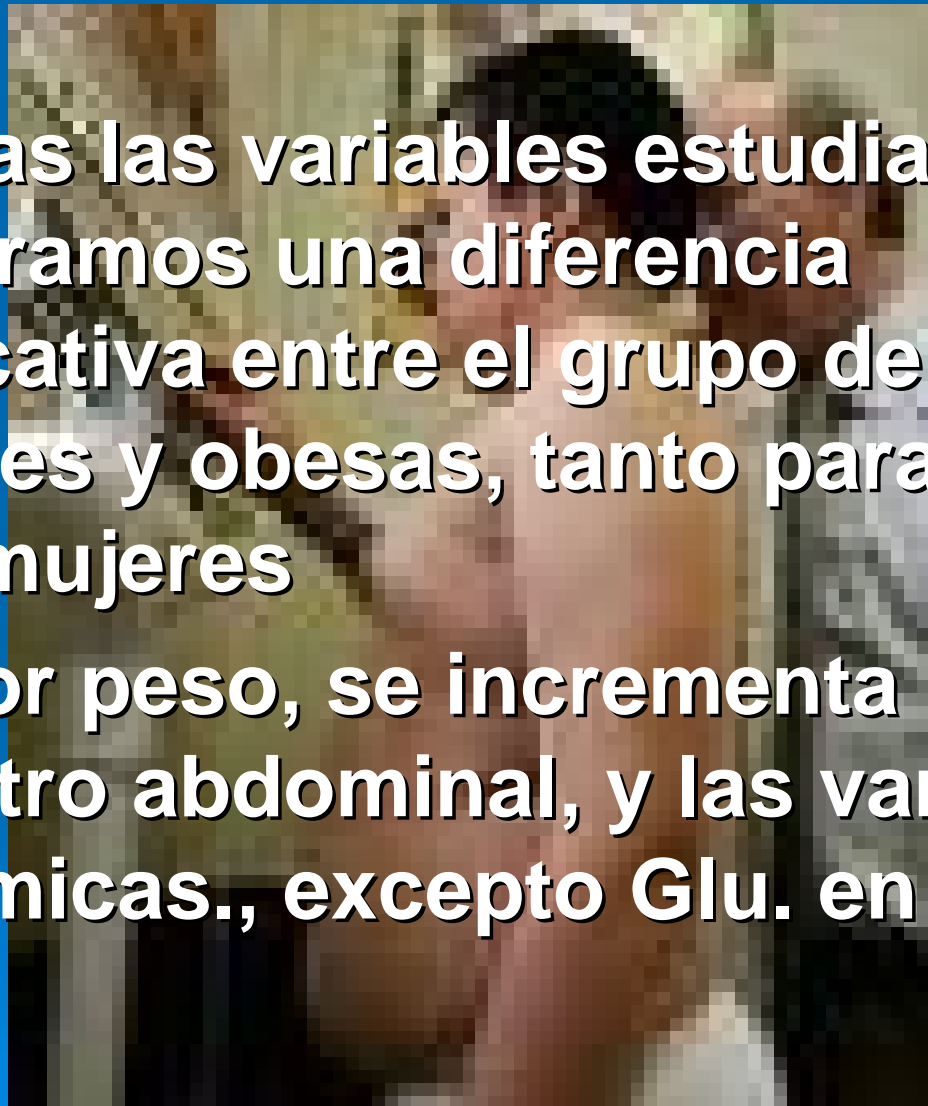 as las variables estudia
ramos una diferencia
cativa entre el grupo de
es y obesas, tanto para
mujeres
or peso, se incrementa
tro abdominal, y las var
micas., excepto Glu. en